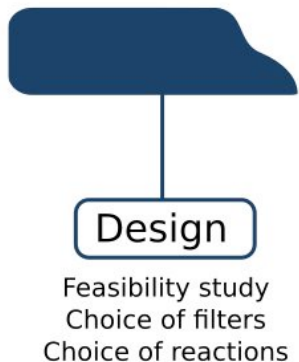 Design
Feasibility study
Choice of filters
Choice of reactions